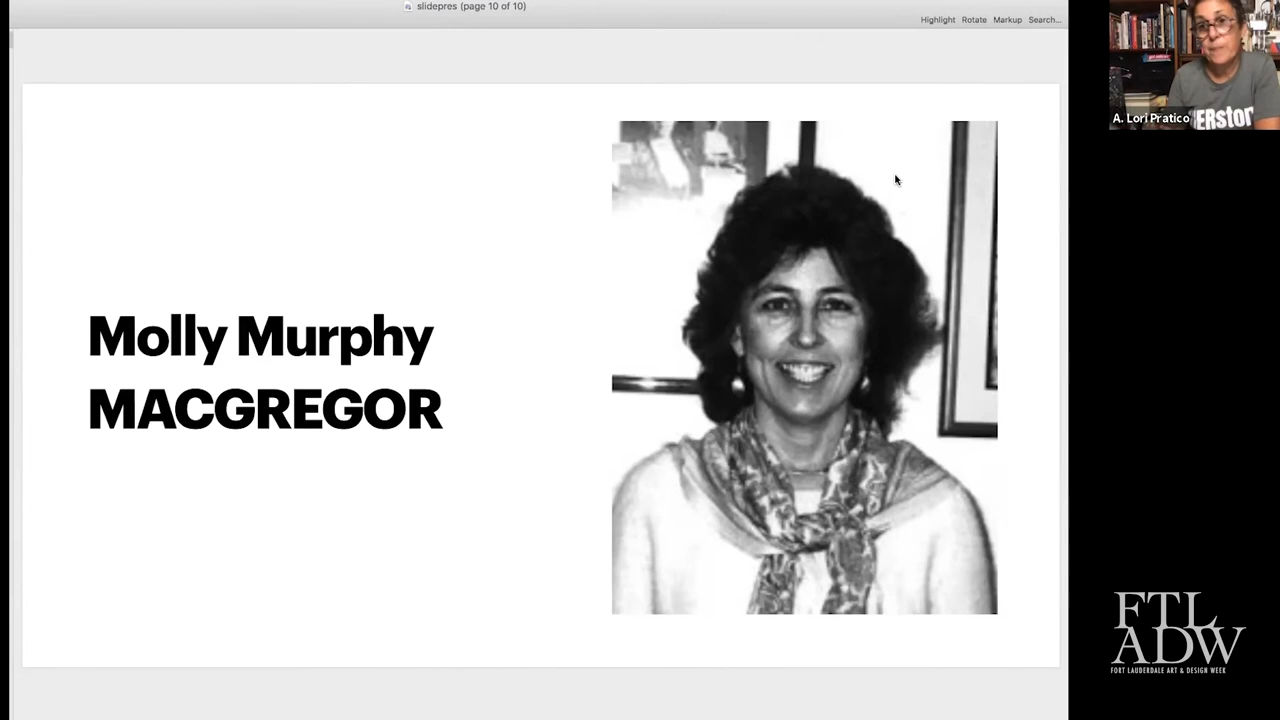 slidepres (page 10 of 10)
Highlight Rotate Markup Search...
Molly Murphy
MACGREGOR
ERstor
A. Lori Pratico
FTL
ADW
FORT LAUDERDALE ART & DESIGN WEEK